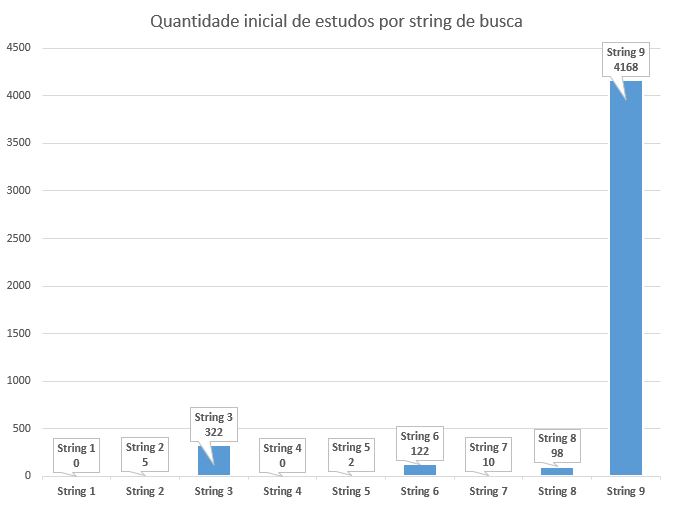 Quantidade inicial de estudos por string de busca
4500
4000
3500
3000
2500
2000
1500
1000
500
0
String 1
0
String 2
5
String 3
322
String 4
0
String 5
2
String 6
122
String 7
10
String 8
98
String 9
4168
String 1 String 2 String 3 String 4 String 5 String 6 String 7 String 8 String 9